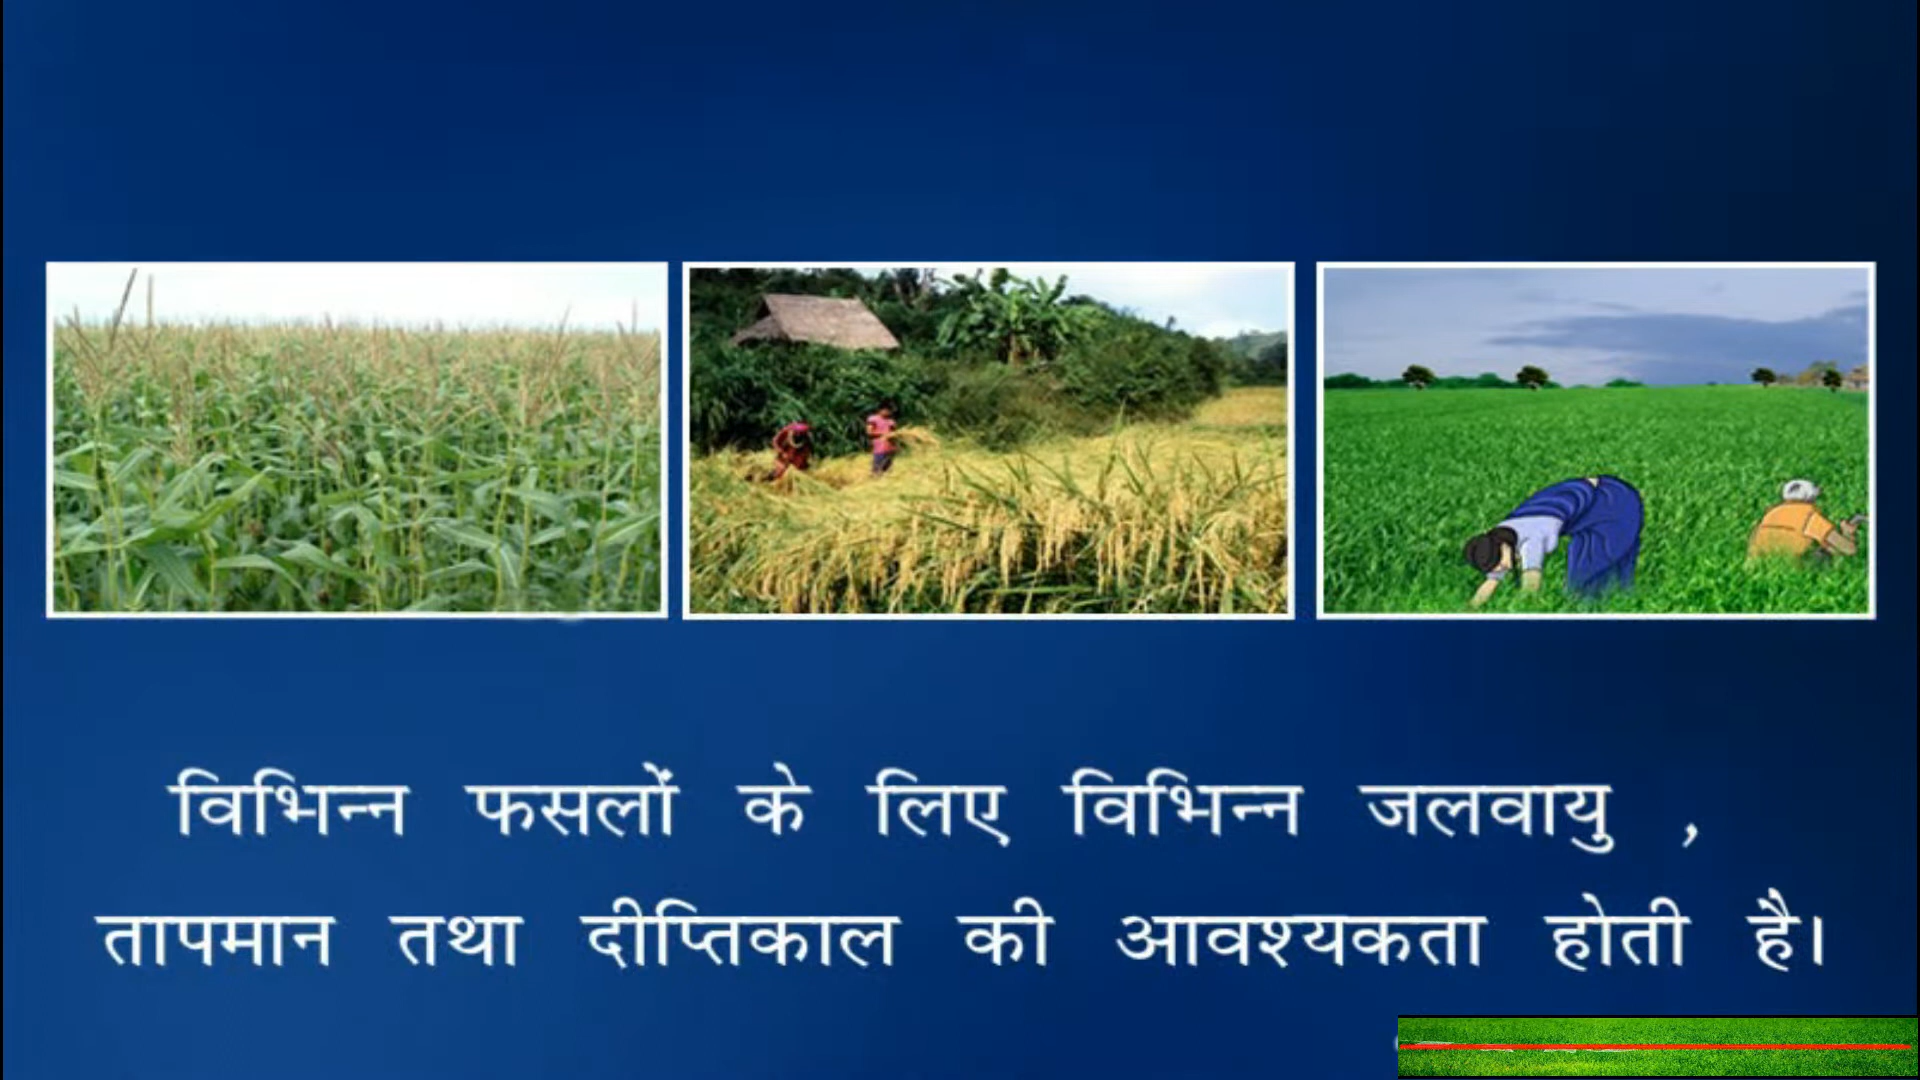 विभिन्न फसलों के लिए विभिन्न जलवायु ,
तापमान तथा दीप्तिकाल की आवश्यकता होती है।